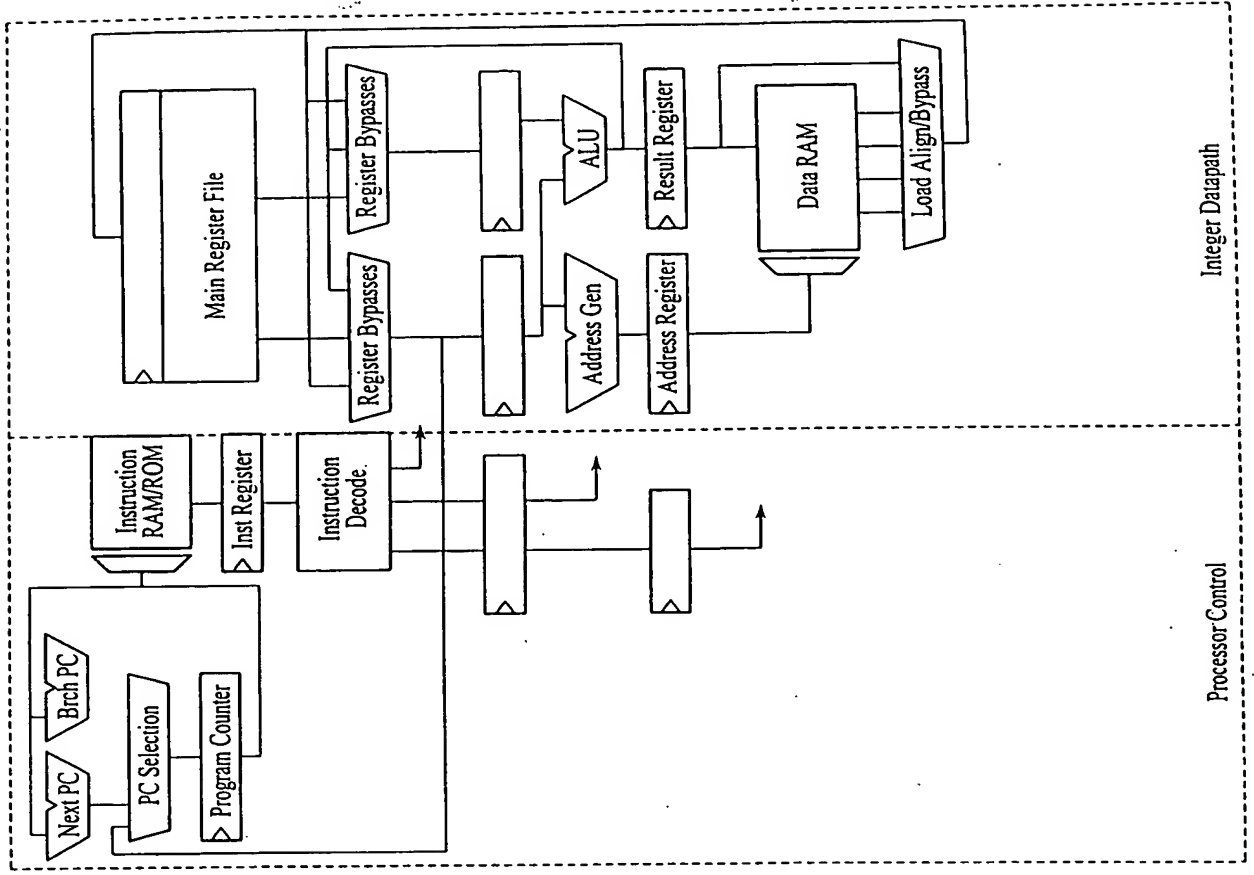 Next PC
Brch PC
PC Selection
Program Counter
Instruction
RAM/ROM
Inst Register
Instruction
Decode.
Processor Control
Main Register File
Register Bypasses
Register Bypasses
Address Gen
ALU
Address Register
Result Register
Data RAM
Load Align/Bypass
Integer Datapath